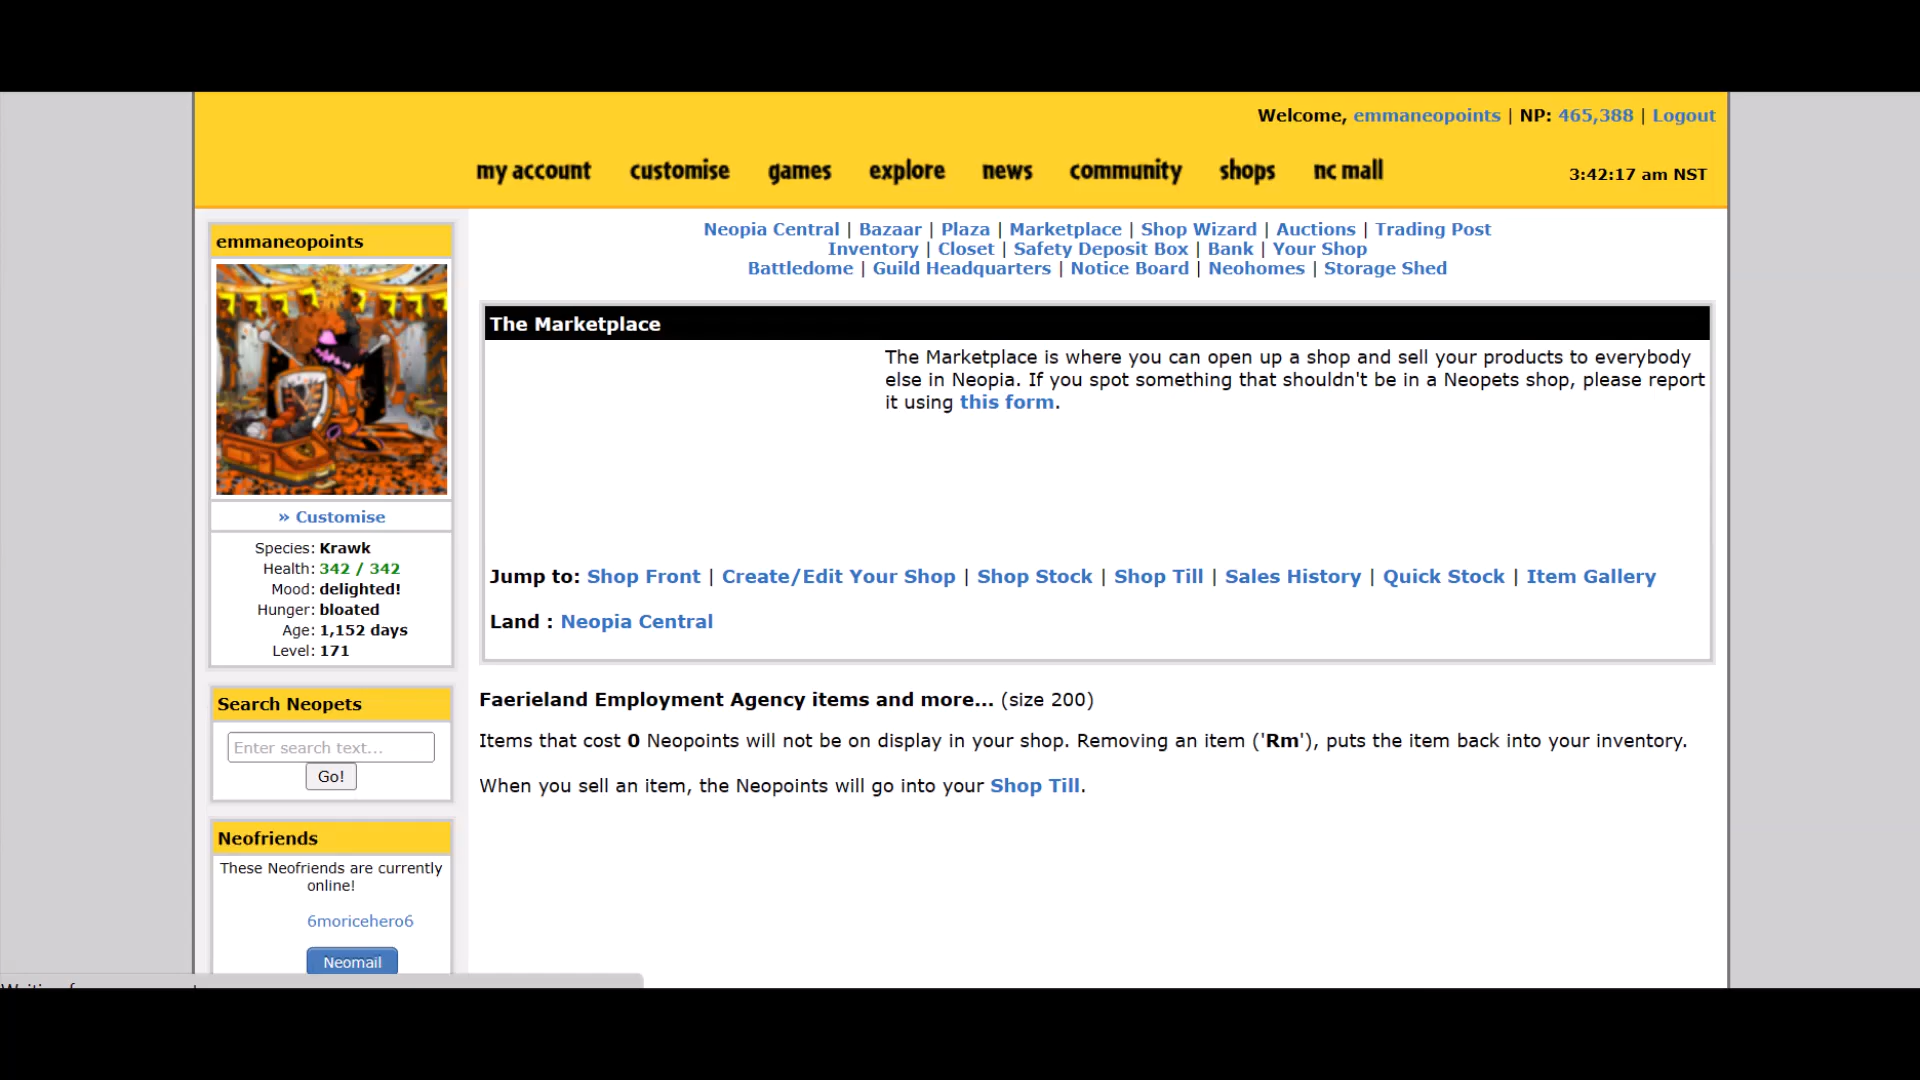 Welcome, emmaneopoints | NP: 465,388 | Logout
my account customise games explore news community shops nc mall
3:42:17 am NST
emmaneopoints
» Customise
Species: Krawk
Health: 342 / 342
Mood: delighted!
Hunger: bloated
Age: 1,152 days
Level: 171
Search Neopets
Enter search text...
Go!
Neofriends
These Neofriends are currently
online!
6moricehero6
Neomail
Neopia Central | Bazaar | Plaza | Marketplace | Shop Wizard | Auctions | Trading Post
Inventory | Closet | Safety Deposit Box | Bank | Your Shop
Battledome | Guild Headquarters | Notice Board | Neohomes | Storage Shed
The Marketplace
The Marketplace is where you can open up a shop and sell your products to everybody
else in Neopia. If you spot something that shouldn't be in a Neopets shop, please report
it using this form.
Jump to: Shop Front | Create/Edit Your Shop | Shop Stock | Shop Till | Sales History | Quick Stock | Item Gallery
Land : Neopia Central
Faerieland Employment Agency items and more... (size 200)
Items that cost 0 Neopoints will not be on display in your shop. Removing an item ('Rm'), puts the item back into your inventory.
When you sell an item, the Neopoints will go into your Shop Till.